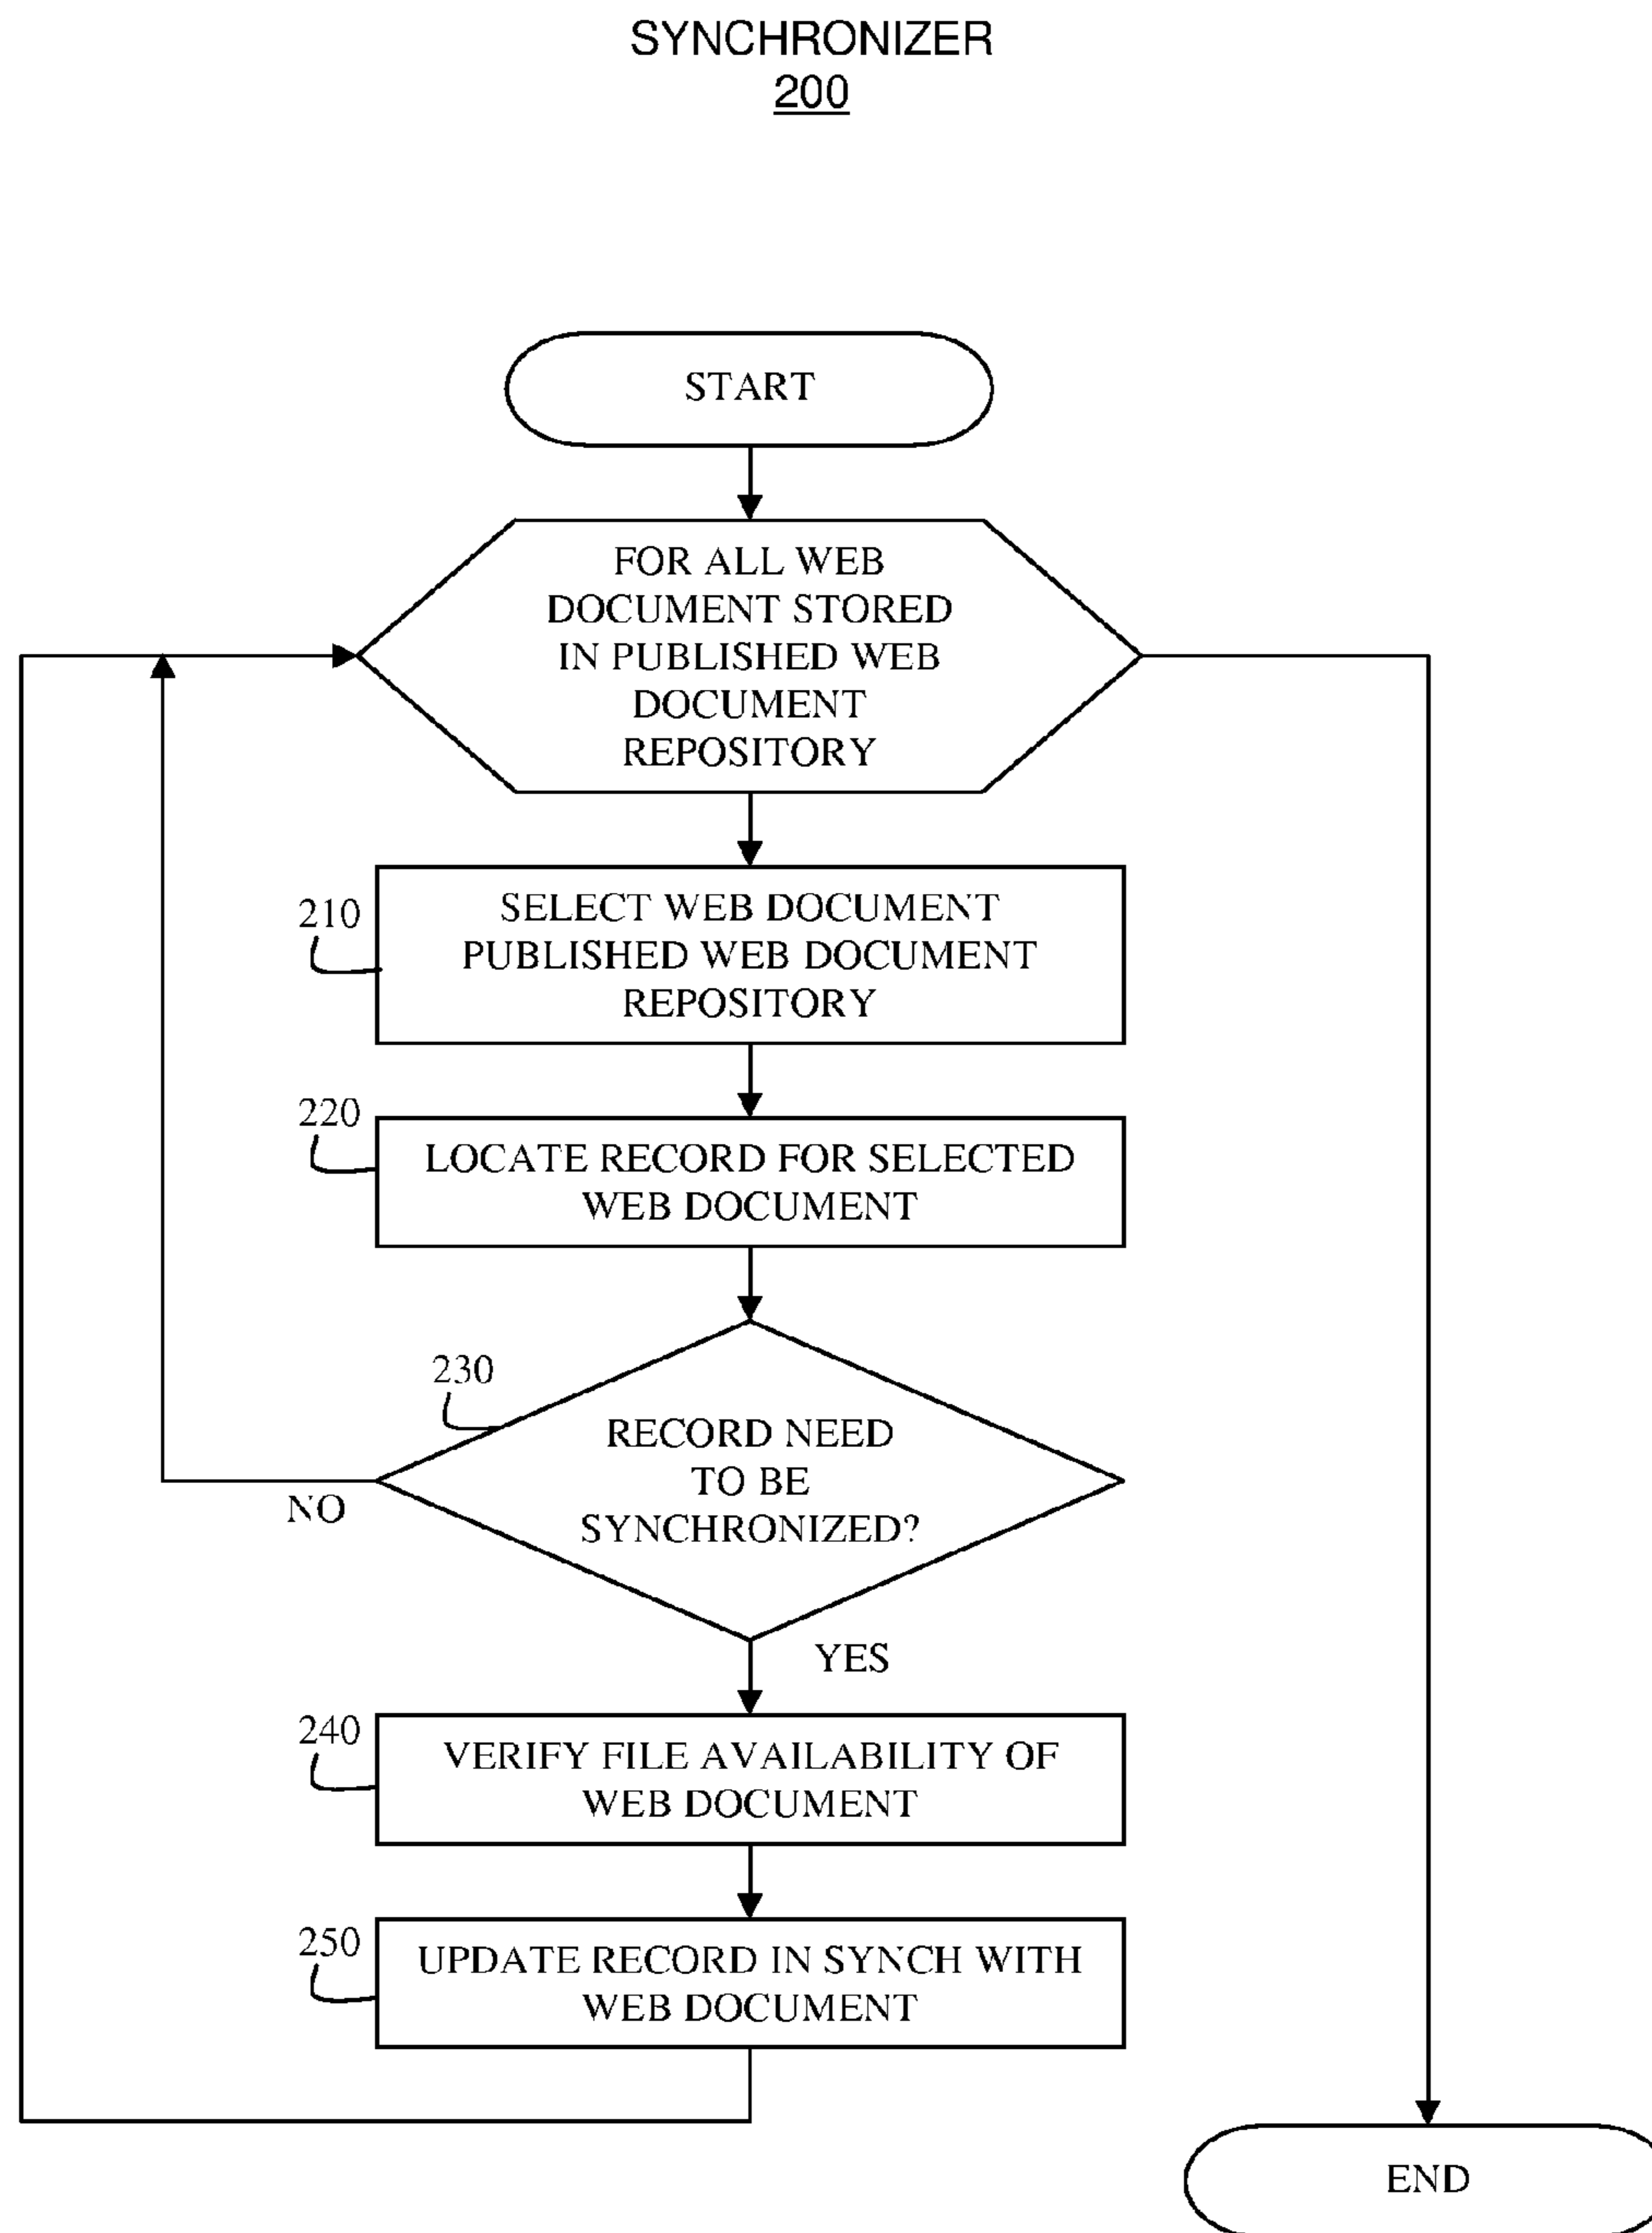 SYNCHRONIZER
200
START
FOR ALL WEB
DOCUMENT STORED
IN PUBLISHED WEB
DOCUMENT
REPOSITORY
210
SELECT WEB DOCUMENT
PUBLISHED WEB DOCUMENT
REPOSITORY
220
LOCATE RECORD FOR SELECTED
WEB DOCUMENT
230
RECORD NEED
TO BE
SYNCHRONIZED?
NO
YES
240
VERIFY FILE AVAILABILITY OF
WEB DOCUMENT
250
UPDATE RECORD IN SYNCH WITH
WEB DOCUMENT
END